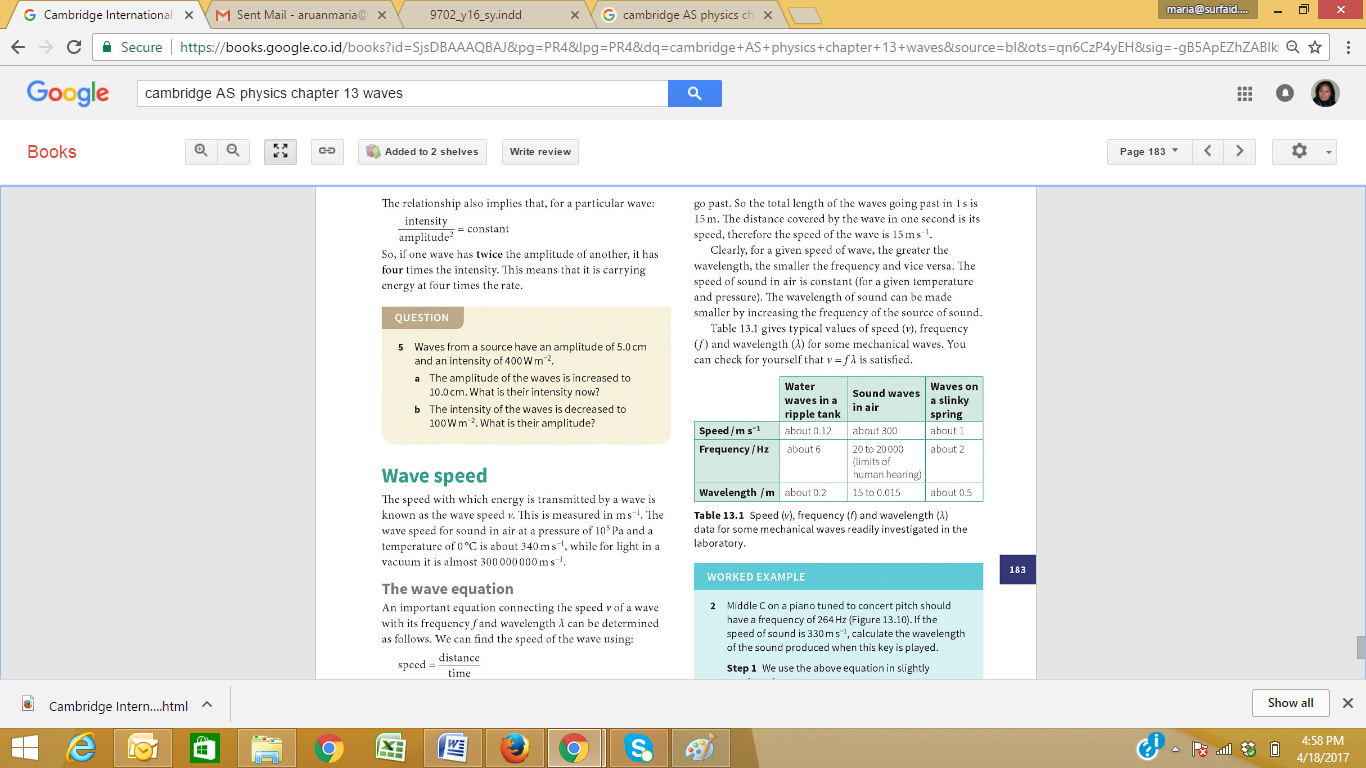 Cambridge International
Sent Mail - aruanmaria@
9702_y16_sy.indd
cambridge AS physics ch
maria@surfaid....
Secure
https://books.google.co.id/books?id=SjsDBAAAQBAJ&pg=PR4&lpg=PR4&dq=cambridge+AS+physics+chapter+13+waves&source=bl&ots=qn6CzP4yEH&sig=-gB5ApEZhZABIkl
Google
cambridge AS physics chapter 13 waves
Books
Added to 2 shelves
Write review
Page 183
The relationship also implies that, for a particular wave:
intensity
amplitude² = constant
So, if one wave has twice the amplitude of another, it has
four times the intensity. This means that it is carrying
energy at four times the rate.
QUESTION
5 Waves from a source have an amplitude of 5.0 cm
and an intensity of 400 W m⁻².
a The amplitude of the waves is increased to
10.0 cm. What is their intensity now?
b The intensity of the waves is decreased to
100 W m⁻². What is their amplitude?
Wave speed
The speed with which energy is transmitted by a wave is
known as the wave speed v. This is measured in m s⁻¹. The
wave speed for sound in air at a pressure of 10⁵ Pa and a
temperature of 0 °C is about 340 m s⁻¹, while for light in a
vacuum it is almost 300 000 000 m s⁻¹.
The wave equation
An important equation connecting the speed v of a wave
with its frequency f and wavelength λ can be determined
as follows. We can find the speed of the wave using:
speed = distance
time
go past. So the total length of the waves going past in 1 s is
15 m. The distance covered by the wave in one second is its
speed, therefore the speed of the wave is 15 m s⁻¹.
Clearly, for a given speed of wave, the greater the
wavelength, the smaller the frequency and vice versa. The
speed of sound in air is constant (for a given temperature
and pressure). The wavelength of sound can be made
smaller by increasing the frequency of the source of sound.
Table 13.1 gives typical values of speed (v), frequency
(f) and wavelength (λ) for some mechanical waves. You
can check for yourself that v = f λ is satisfied.
Water
waves in a
ripple tank
Sound waves
in air
Waves on
a slinky
spring
Speed / m s⁻¹ about 0.12 about 300 about 1
Frequency / Hz about 6 20 to 20 000 about 2
(limits of
human hearing)
Wavelength / m about 0.2 15 to 0.015 about 0.5
Table 13.1 Speed (v), frequency (f) and wavelength (λ)
data for some mechanical waves readily investigated in the
laboratory.
183
WORKED EXAMPLE
2 Middle C on a piano tuned to concert pitch should
have a frequency of 264 Hz (Figure 13.10). If the
speed of sound is 330 m s⁻¹, calculate the wavelength
of the sound produced when this key is played.
Step 1 We use the above equation in slightly
Cambridge Intern....html
Show all
4:58 PM
4/18/2017